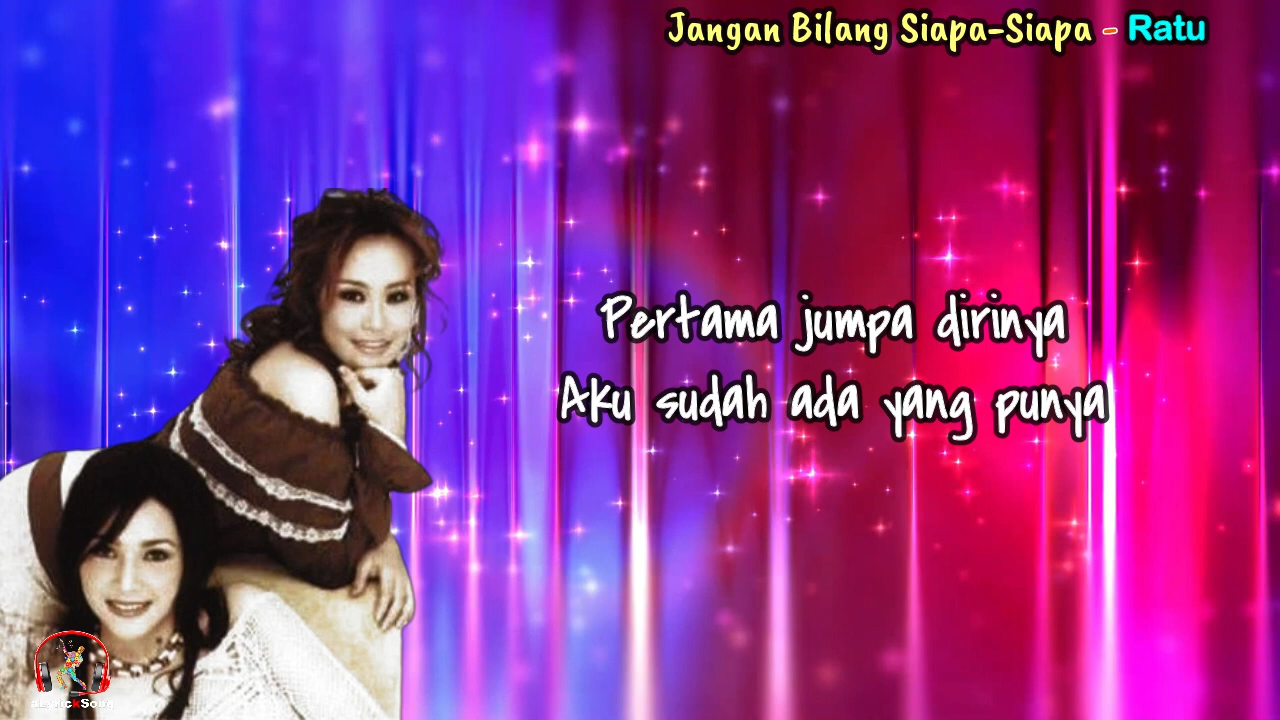 Jangan Bilang Siapa-Siapa - Ratu
Pertama jumpa dirinya
Aku sudah ada yang punya